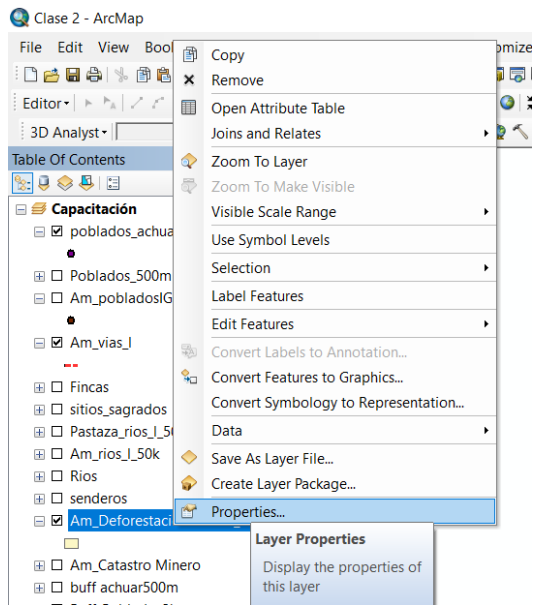 Clase 2 - ArcMap
File Edit View Boo omize
Editor
3D Analyst
Table Of Contents
Capacitación
poblados_achua
Poblados_500m
Am_pobladosIG
Am_vias_l
Fincas
sitios_sagrados
Pastaza_rios_l_50
Am_rios_l_50k
Rios
senderos
Am_Deforestaci
Am_Catastro Minero
buff achuar500m
Copy
Remove
Open Attribute Table
Joins and Relates
Zoom To Layer
Zoom To Make Visible
Visible Scale Range
Use Symbol Levels
Selection
Label Features
Edit Features
Convert Labels to Annotation...
Convert Features to Graphics...
Convert Symbology to Representation...
Data
Save As Layer File...
Create Layer Package...
Properties...
Layer Properties
Display the properties of
this layer